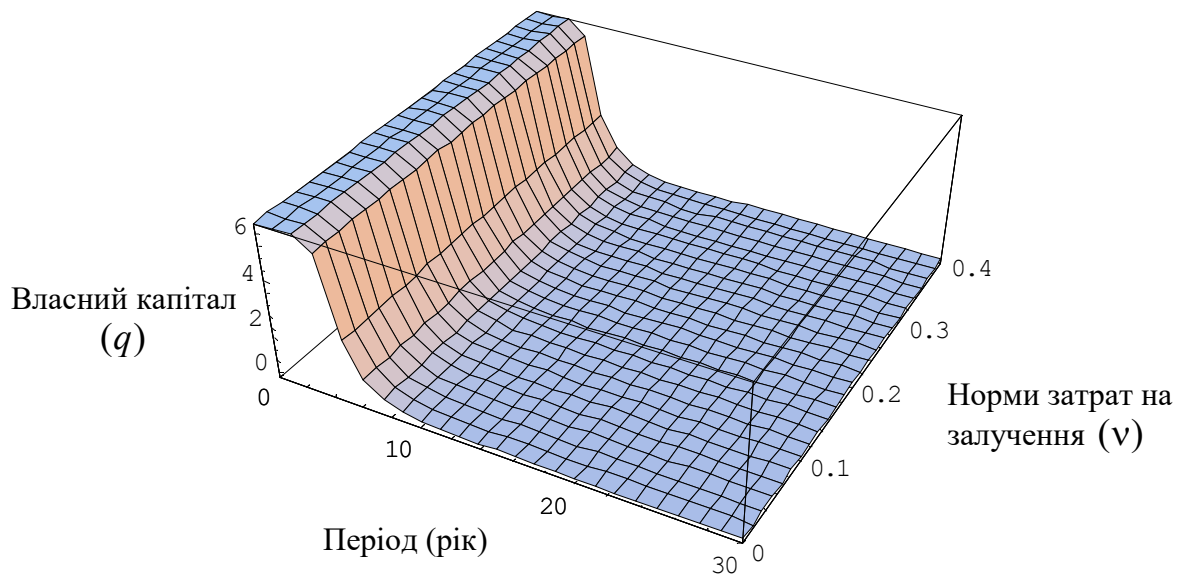 6
4
2
0
Власний капітал
(q)
0
10
20
30
Період (рік)
0
0.1
0.2
0.3
0.4
Норми затрат на
залучення (ν)